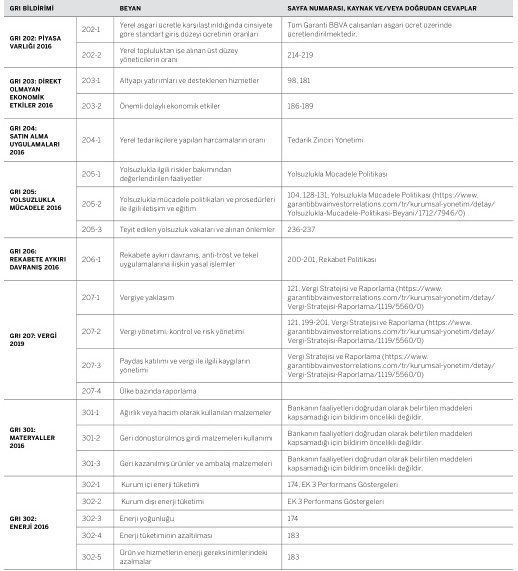 GRI BİLDİRİMİ BEYAN SAYFA NUMARASI, KAYNAK VE/VEYA DOĞRUDAN CEVAPLAR
GRI 202: PİYASA
VARLIĞI 2016
202-1
Yerel asgari ücretle karşılaştırıldığında cinsiyete
göre standart giriş düzeyi ücretinin oranları
Tüm Garanti BBVA çalışanları asgari ücret üzerinde
ücretlendirilmektedir.
202-2
Yerel topluluktan işe alınan üst düzey
yöneticilerin oranı
214-219
GRI 203: DİREKT
OLMAYAN
EKONOMİK
ETKİLER 2016
203-1 Altyapı yatırımları ve desteklenen hizmetler 98, 181
203-2 Önemli dolaylı ekonomik etkiler 186-189
GRI 204:
SATIN ALMA
UYGULAMALARI
2016
204-1 Yerel tedarikçilere yapılan harcamaların oranı Tedarik Zinciri Yönetimi
GRI 205:
YOLSUZLUKLA
MÜCADELE 2016
205-1
Yolsuzlukla ilgili riskler bakımından
değerlendirilen faaliyetler
Yolsuzlukla Mücadele Politikası
205-2
Yolsuzlukla mücadele politikaları ve prosedürleri
ile ilgili iletişim ve eğitim
104, 128-131, Yolsuzlukla Mücadele Politikası (https://www.
garantibbvainvestorrelations.com/tr/kurumsal-yonetim/detay/
Yolsuzlukla-Mucadele-Politikasi-Beyani/1712/7946/0)
205-3 Teyit edilen yolsuzluk vakaları ve alınan önlemler 236-237
GRI 206:
REKABETE AYKIRI
DAVRANIŞ 2016
206-1
Rekabete aykırı davranış, anti-tröst ve tekel
uygulamalarına ilişkin yasal işlemler
200-201, Rekabet Politikası
GRI 207: VERGİ
2019
207-1 Vergiye yaklaşım
121, Vergi Stratejisi ve Raporlama (https://www.
garantibbvainvestorrelations.com/tr/kurumsal-yonetim/detay/
Vergi-Stratejisi-Raporlama/1119/5560/0)
207-2 Vergi yönetimi, kontrol ve risk yönetimi
121, 199-201, Vergi Stratejisi ve Raporlama (https://www.
garantibbvainvestorrelations.com/tr/kurumsal-yonetim/detay/
Vergi-Stratejisi-Raporlama/1119/5560/0)
207-3
Paydaş katılımı ve vergi ile ilgili kaygıların
yönetimi
Vergi Stratejisi ve Raporlama (https://www.
garantibbvainvestorrelations.com/tr/kurumsal-yonetim/detay/
Vergi-Stratejisi-Raporlama/1119/5560/0)
207-4 Ülke bazında raporlama
GRI 301:
MATERYALLER
2016
301-1 Ağırlık veya hacim olarak kullanılan malzemeler
Bankanın faaliyetleri doğrudan olarak belirtilen maddeleri
kapsamadığı için bildirim öncelikli değildir.
301-2 Geri dönüştürülmüş girdi malzemeleri kullanımı
Bankanın faaliyetleri doğrudan olarak belirtilen maddeleri
kapsamadığı için bildirim öncelikli değildir.
301-3 Geri kazanılmış ürünler ve ambalaj malzemeleri
Bankanın faaliyetleri doğrudan olarak belirtilen maddeleri
kapsamadığı için bildirim öncelikli değildir.
GRI 302:
ENERJİ 2016
302-1 Kurum içi enerji tüketimi 174, EK 3 Performans Göstergeleri
302-2 Kurum dışı enerji tüketimi EK 3 Performans Göstergeleri
302-3 Enerji yoğunluğu 174
302-4 Enerji tüketiminin azaltılması 183
302-5
Ürün ve hizmetlerin enerji gereksinimlerindeki
azalmalar
183